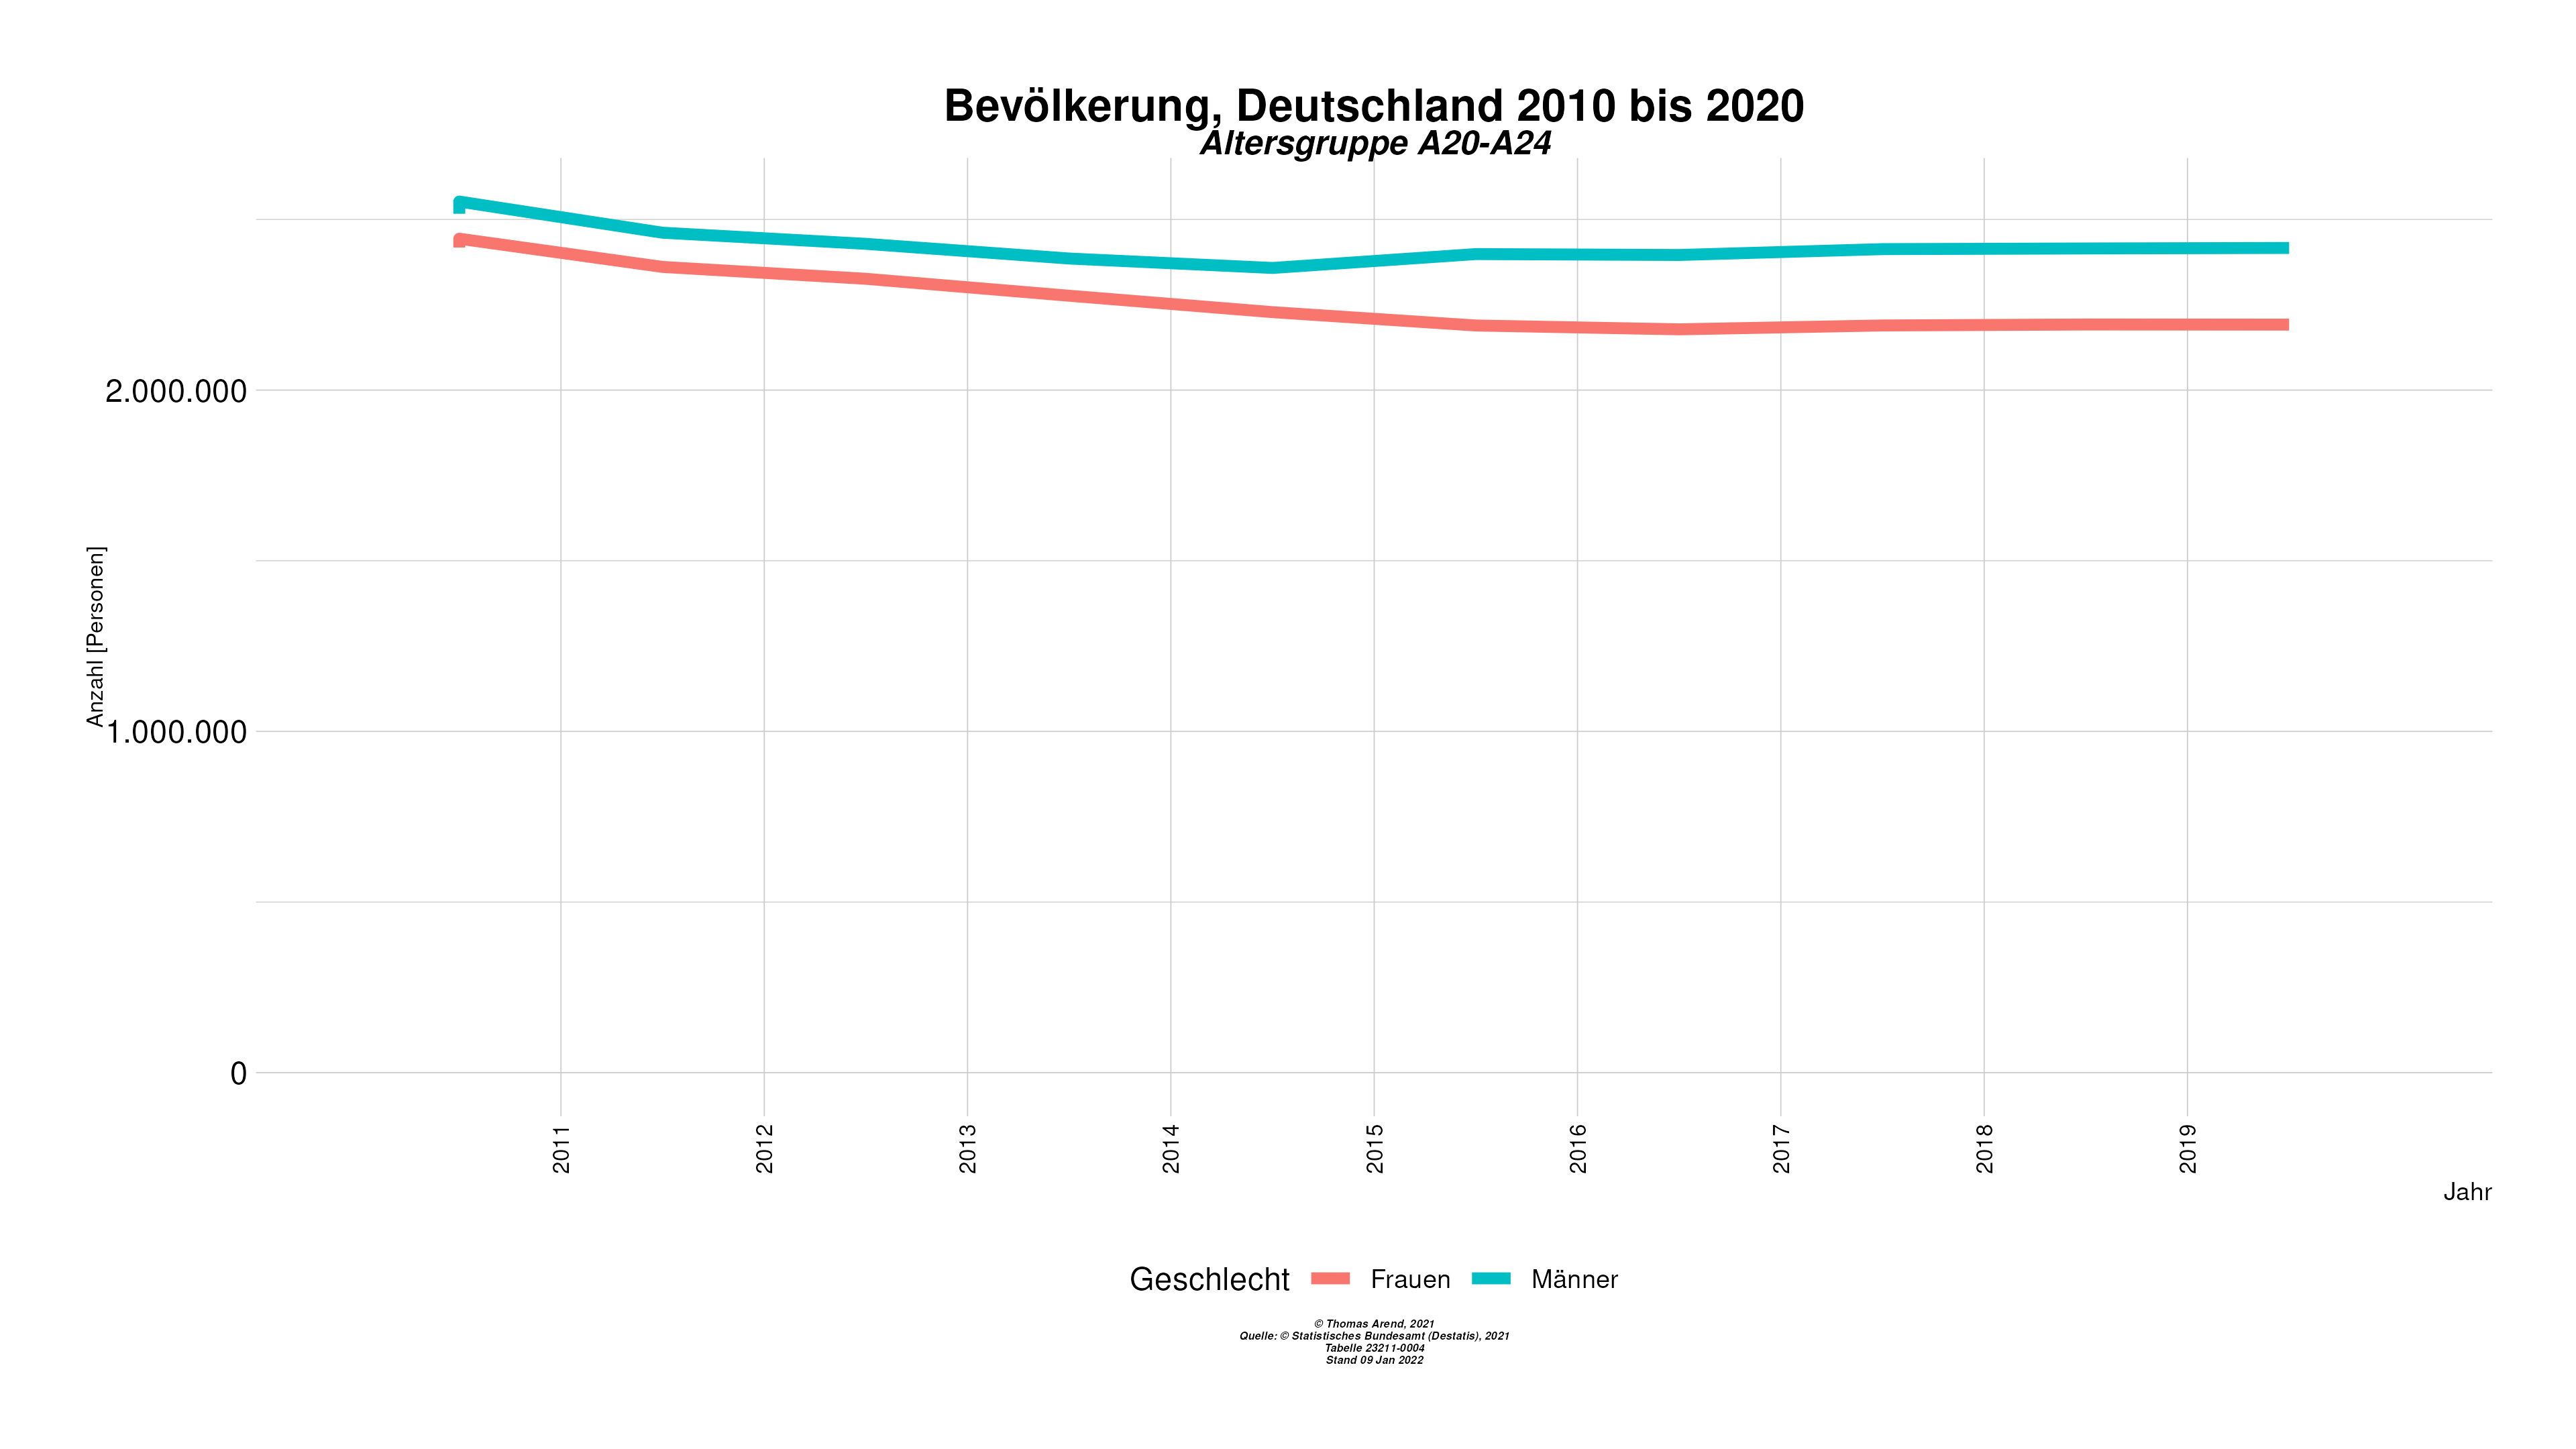 Bevölkerung, Deutschland 2010 bis 2020
Altersgruppe A20-A24
Anzahl [Personen]
2.000.000
1.000.000
0
2011
2012
2013
2014
2015
2016
2017
2018
2019
Jahr
Geschlecht Frauen Männer
© Thomas Arend, 2021
Quelle: © Statistisches Bundesamt (Destatis), 2021
Tabelle 23211-0004
Stand 09 Jan 2022